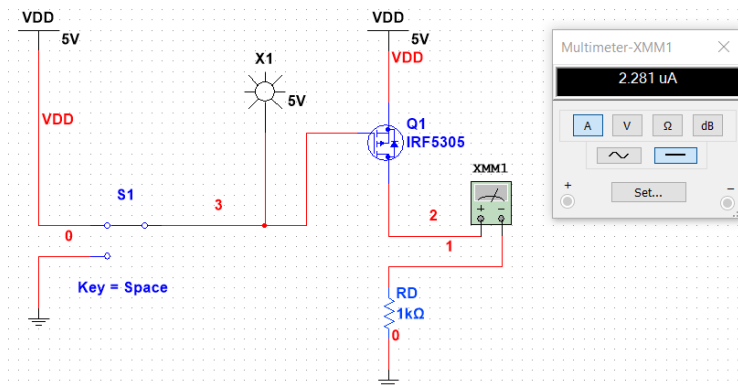 VDD
5V
VDD
X1
5V
S1
3
0
Key = Space
VDD
5V
VDD
Q1
IRF5305
XMM1
2
1
RD
1kΩ
0
Multimeter-XMM1
2.281 uA
A V Ω dB
+ Set... -